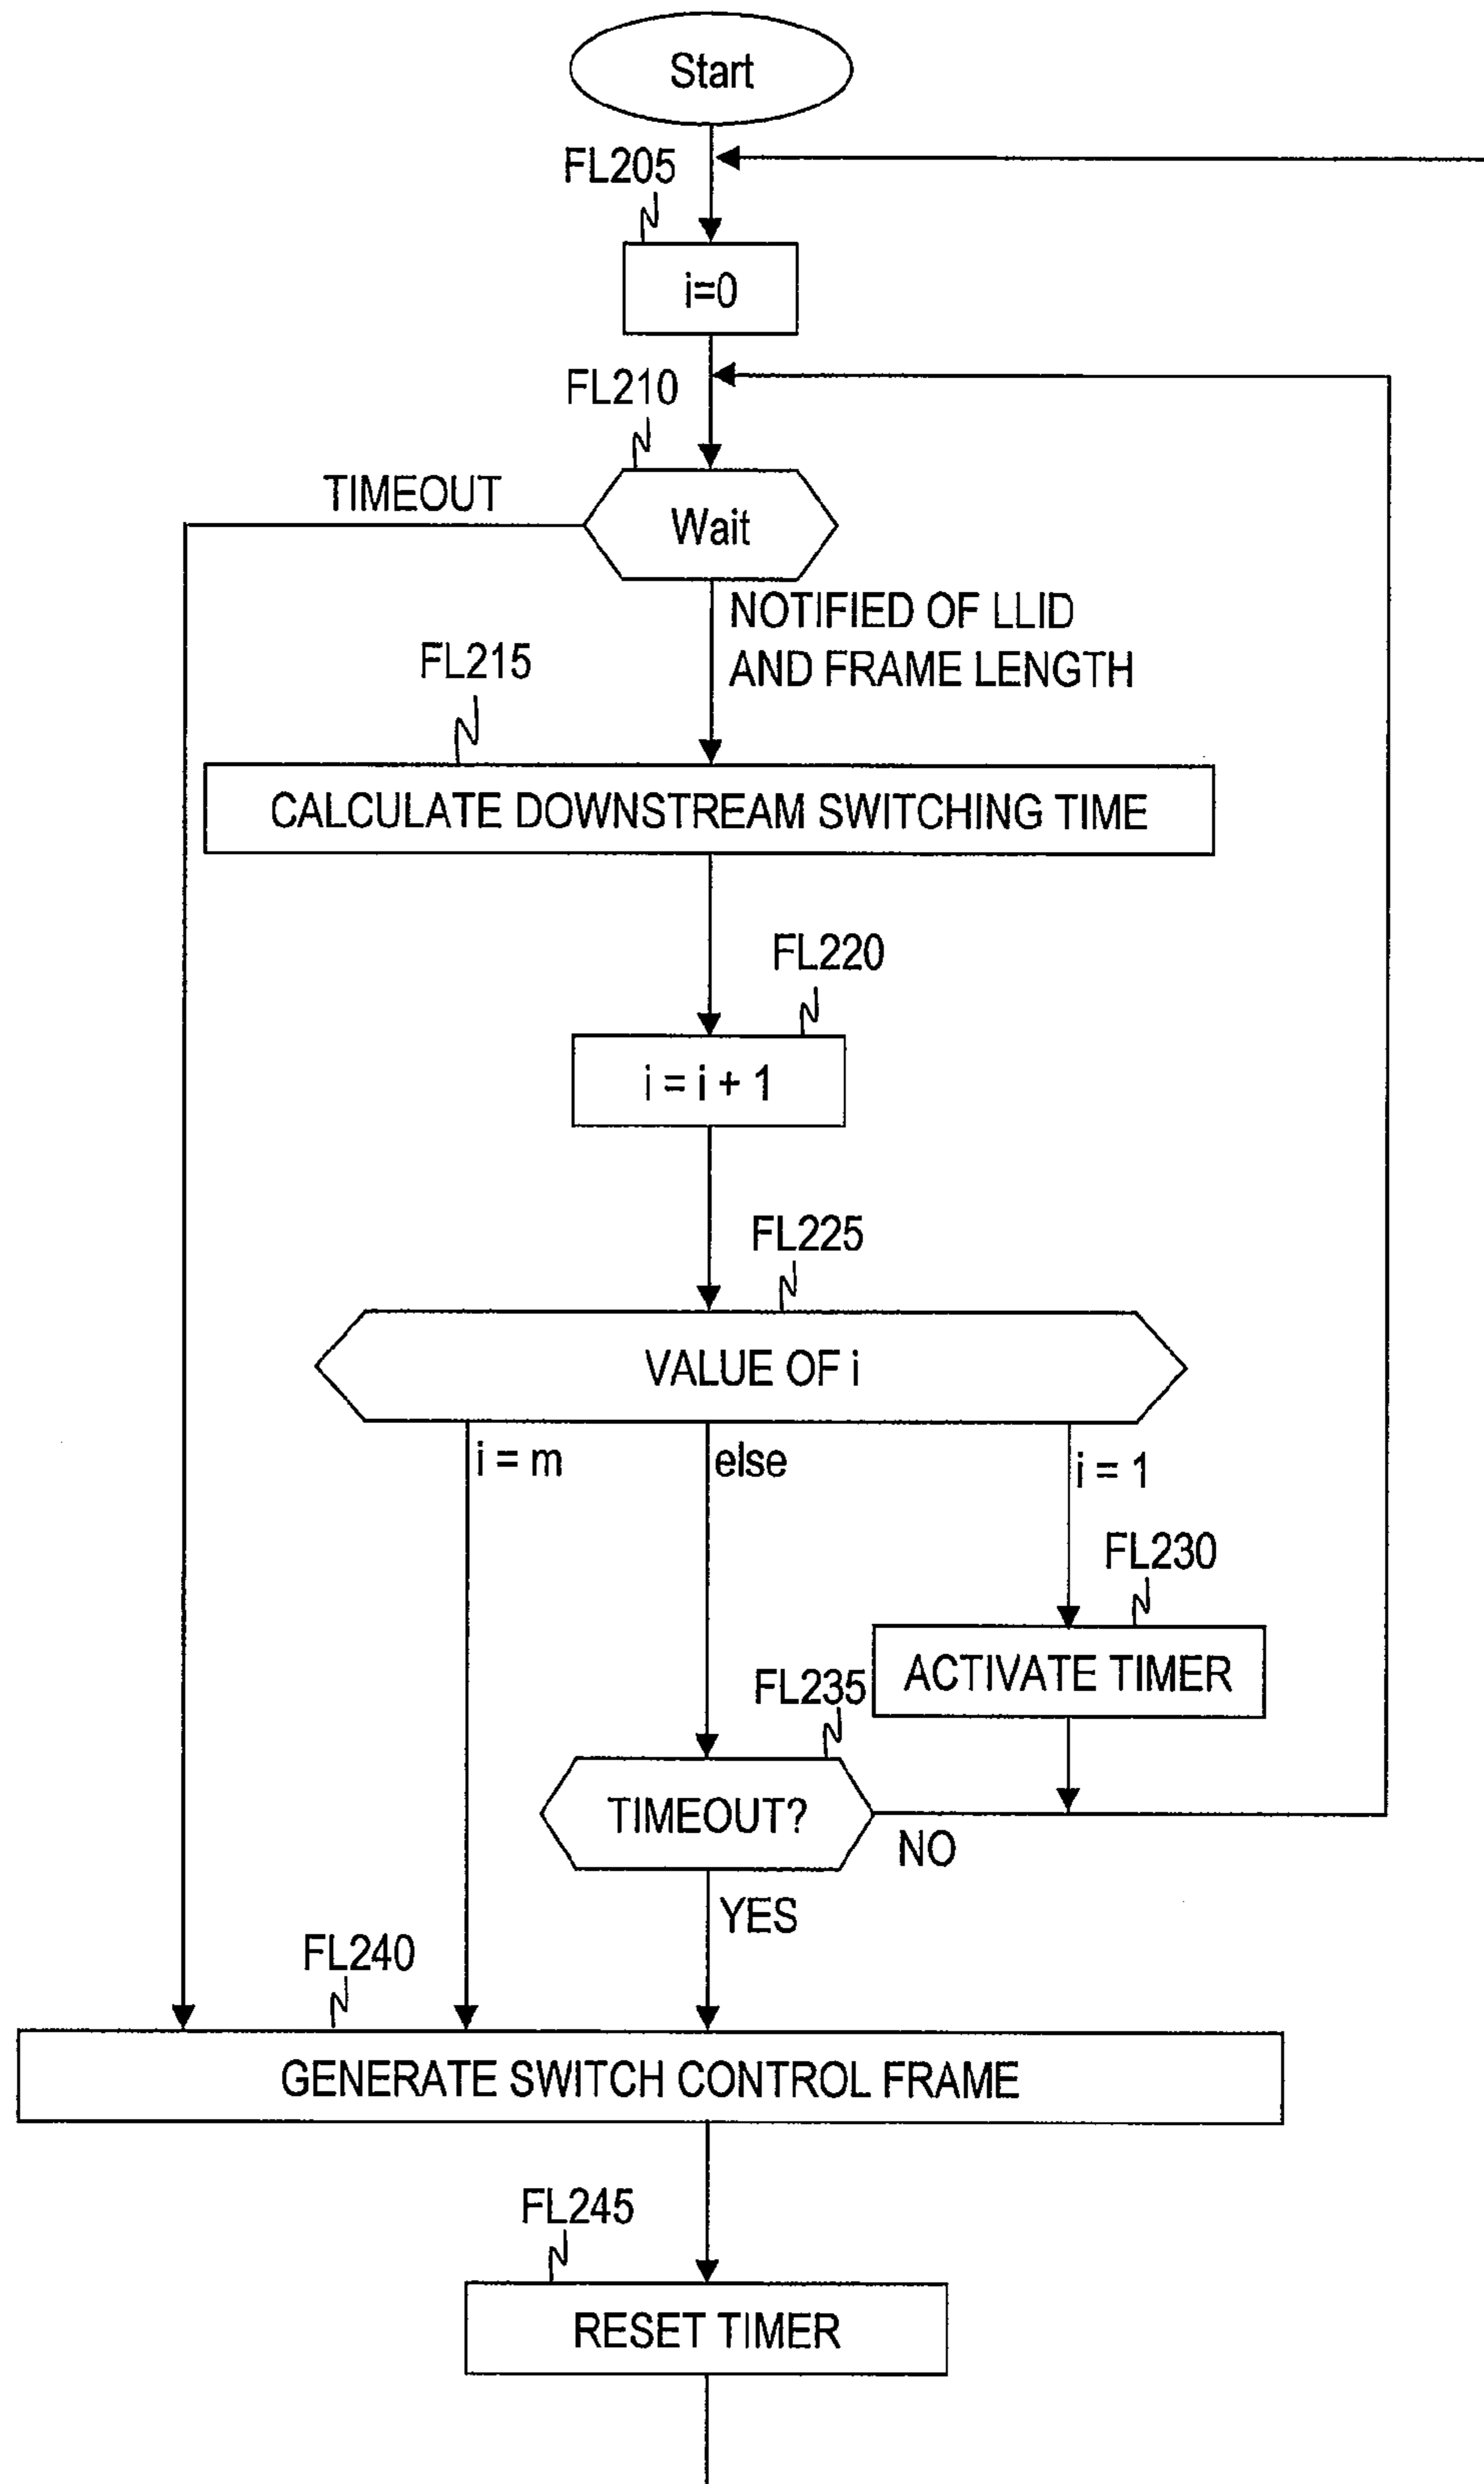 Start
FL205
i=0
FL210
TIMEOUT
Wait
NOTIFIED OF LLID
AND FRAME LENGTH
FL215
CALCULATE DOWNSTREAM SWITCHING TIME
FL220
i = i + 1
FL225
VALUE OF i
i = m
else
i = 1
FL230
ACTIVATE TIMER
FL235
TIMEOUT?
NO
YES
FL240
GENERATE SWITCH CONTROL FRAME
FL245
RESET TIMER